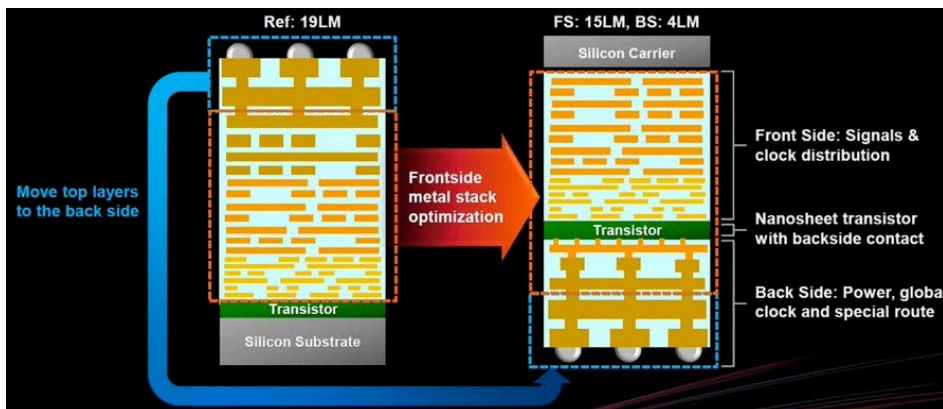 Ref: 19LM
FS: 15LM, BS: 4LM
Silicon Carrier
Move top layers
to the back side
Frontside
metal stack
optimization
Front Side: Signals &
clock distribution
Transistor
Nanosheet transistor
with backside contact
Transistor
Silicon Substrate
Back Side: Power, global
clock and special route